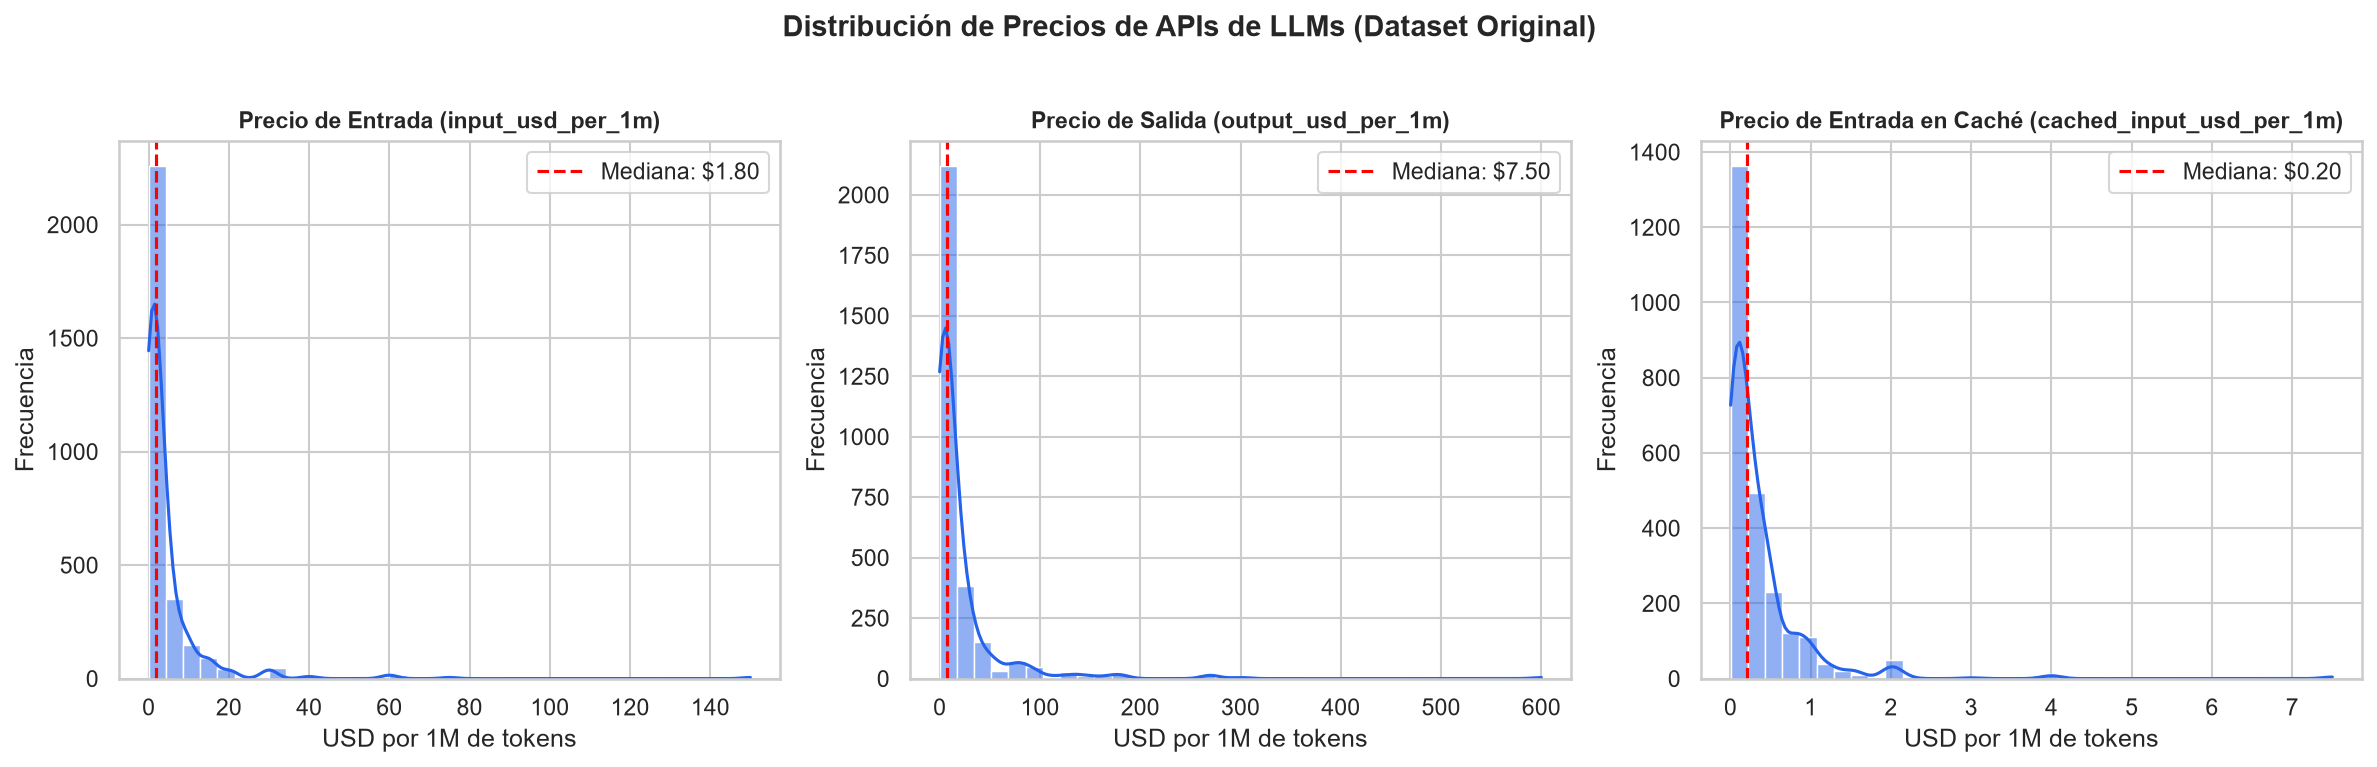 Distribución de Precios de APIs de LLMs (Dataset Original)
Precio de Entrada (input_usd_per_1m)
Mediana: $1.80
Frecuencia
2000
1500
1000
500
0
0 20 40 60 80 100 120 140
USD por 1M de tokens
Precio de Salida (output_usd_per_1m)
Mediana: $7.50
Frecuencia
2000
1750
1500
1250
1000
750
500
250
0
0 100 200 300 400 500 600
USD por 1M de tokens
Precio de Entrada en Caché (cached_input_usd_per_1m)
Mediana: $0.20
Frecuencia
1400
1200
1000
800
600
400
200
0
0 1 2 3 4 5 6 7
USD por 1M de tokens